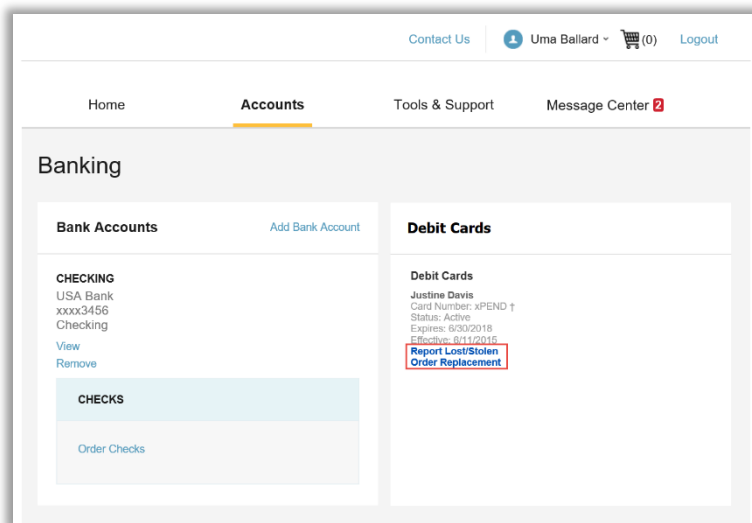 Contact Us Uma Ballard (0) Logout
Home Accounts Tools & Support Message Center 2
Banking
Bank Accounts Add Bank Account
CHECKING
USA Bank
xxxx3456
Checking
View
Remove
CHECKS
Order Checks
Debit Cards
Debit Cards
Justine Davis
Card Number: xPEND †
Status: Active
Expires: 6/30/2018
Effective: 6/11/2015
Report Lost/Stolen
Order Replacement